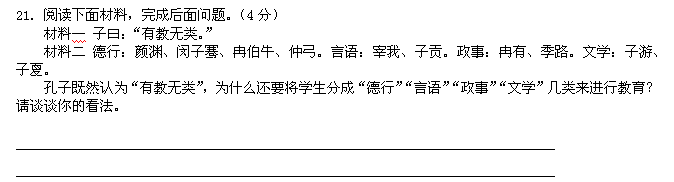 21. 阅读下面材料，完成后面问题。（4 分）
材料一 子曰：“有教无类。”
材料二 德行：颜渊、闵子骞、冉伯牛、仲弓。言语：宰我、子贡。政事：冉有、季路。文学：子游、
子夏。
孔子既然认为“有教无类”，为什么还要将学生分成“德行”“言语”“政事”“文学”几类来进行教育？
请谈谈你的看法。